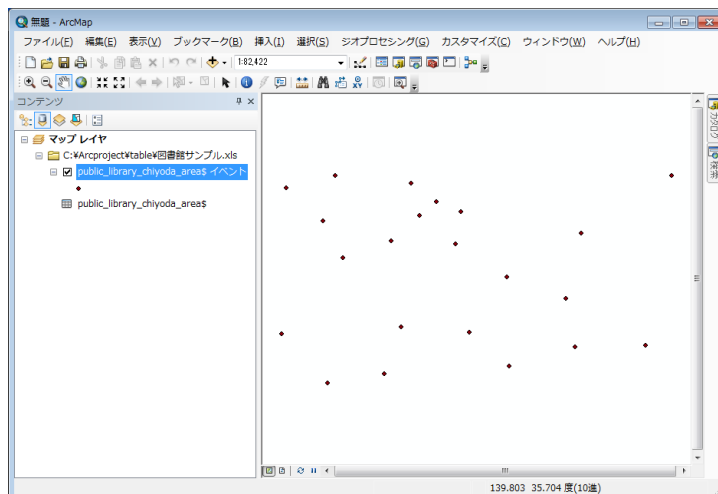 無題 - ArcMap
ファイル(F) 編集(E) 表示(V) ブックマーク(B) 挿入(I) 選択(S) ジオプロセシング(G) カスタマイズ(C) ウィンドウ(W) ヘルプ(H)
1:82,422
コンテンツ
マップ レイヤ
C:¥Arcproject¥table¥図書館サンプル.xls
public_library_chiyoda_area$ イベント
public_library_chiyoda_area$
カタログ
検索
139.803 35.704 度(10進)